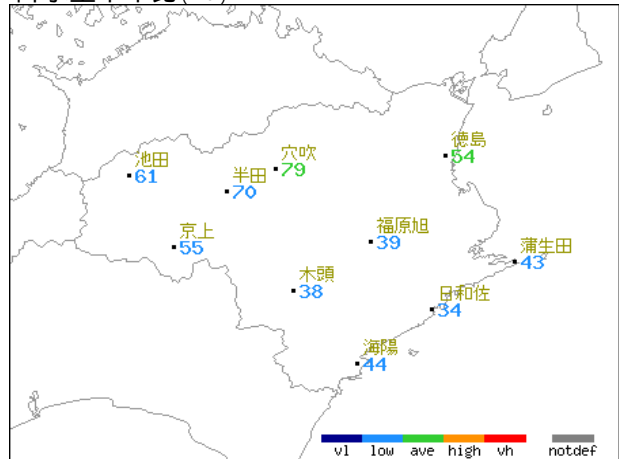 徳島
54
穴吹
79
池田
61
半田
70
福原旭
39
京上
55
蒲生田
43
木頭
38
日和佐
34
海陽
44
vl low ave high vh notdef